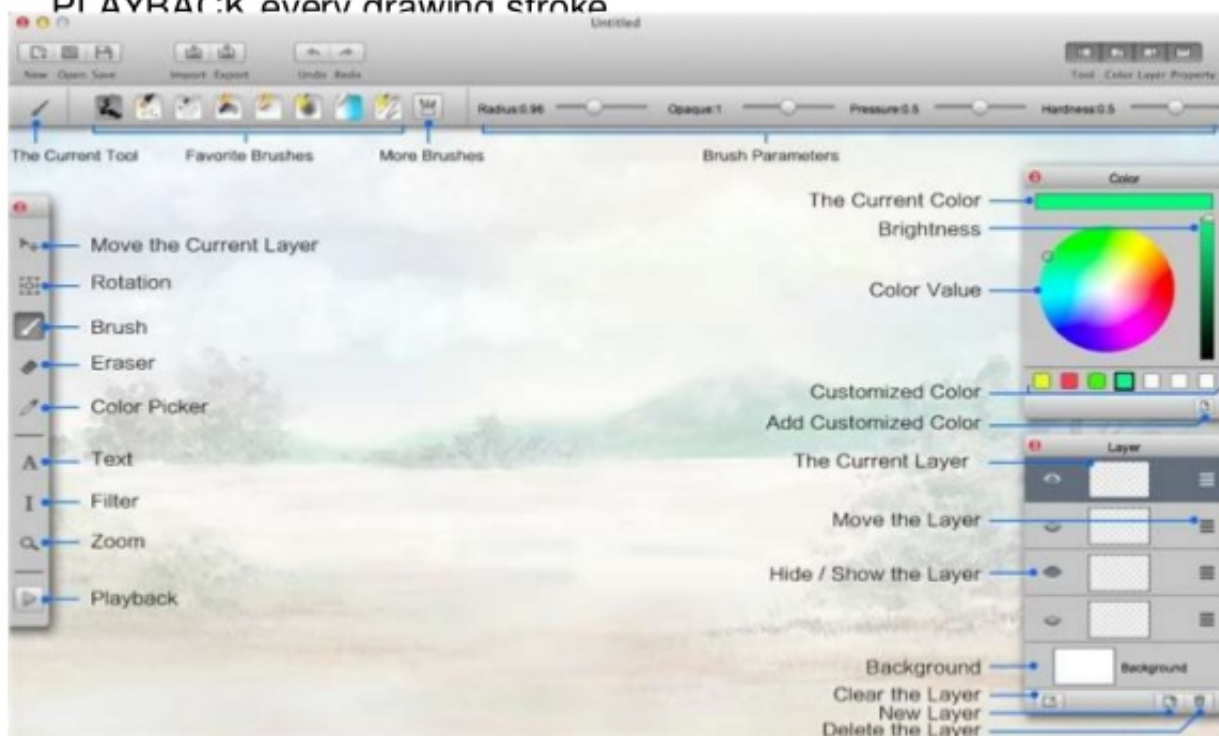 PLAYBACK every drawing stroke
Untitled
New Open Save Import Export Undo Redo Tool Color Layer Property
Radius:0.96 Opaque:1 Pressure:0.5 Hardness:0.5
The Current Tool Favorite Brushes More Brushes Brush Parameters
Move the Current Layer
Rotation
Brush
Eraser
Color Picker
A Text
I Filter
Zoom
Playback
Color
The Current Color
Brightness
Color Value
Customized Color
Add Customized Color
Layer
The Current Layer
Move the Layer
Hide / Show the Layer
Background Background
Clear the Layer
New Layer
Delete the Layer